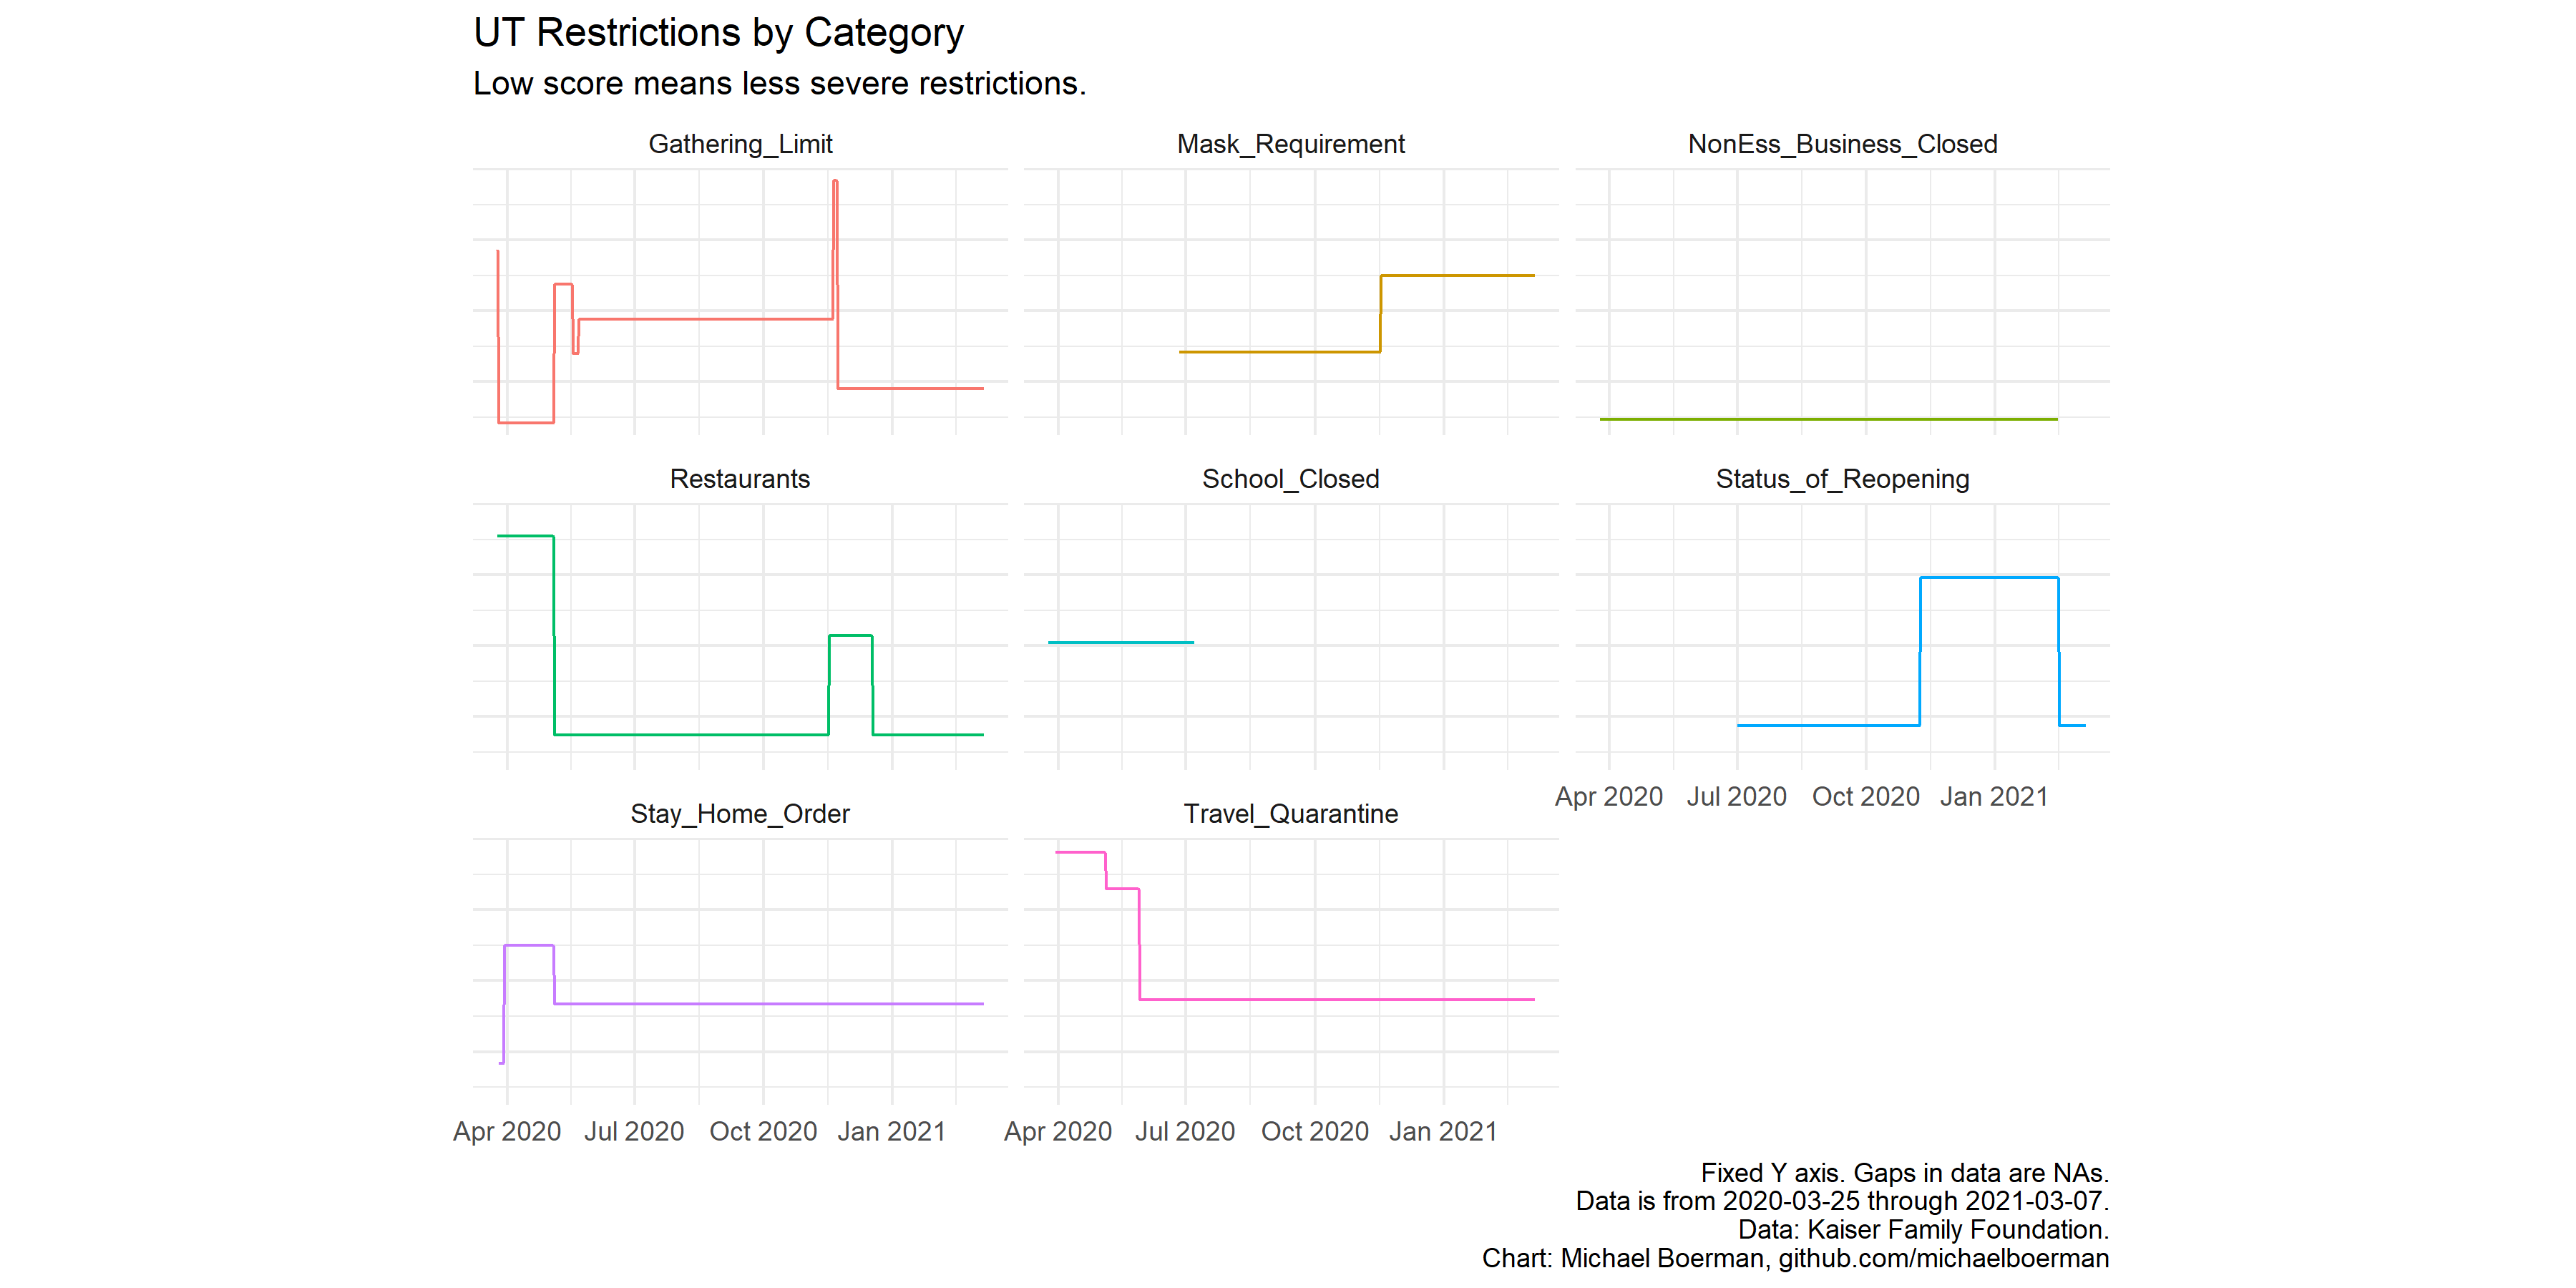 UT Restrictions by Category
Low score means less severe restrictions.
Gathering_Limit
Mask_Requirement
NonEss_Business_Closed
Restaurants
School_Closed
Status_of_Reopening
Apr 2020 Jul 2020 Oct 2020 Jan 2021
Stay_Home_Order
Travel_Quarantine
Apr 2020 Jul 2020 Oct 2020 Jan 2021
Apr 2020 Jul 2020 Oct 2020 Jan 2021
Fixed Y axis. Gaps in data are NAs.
Data is from 2020-03-25 through 2021-03-07.
Data: Kaiser Family Foundation.
Chart: Michael Boerman, github.com/michaelboerman